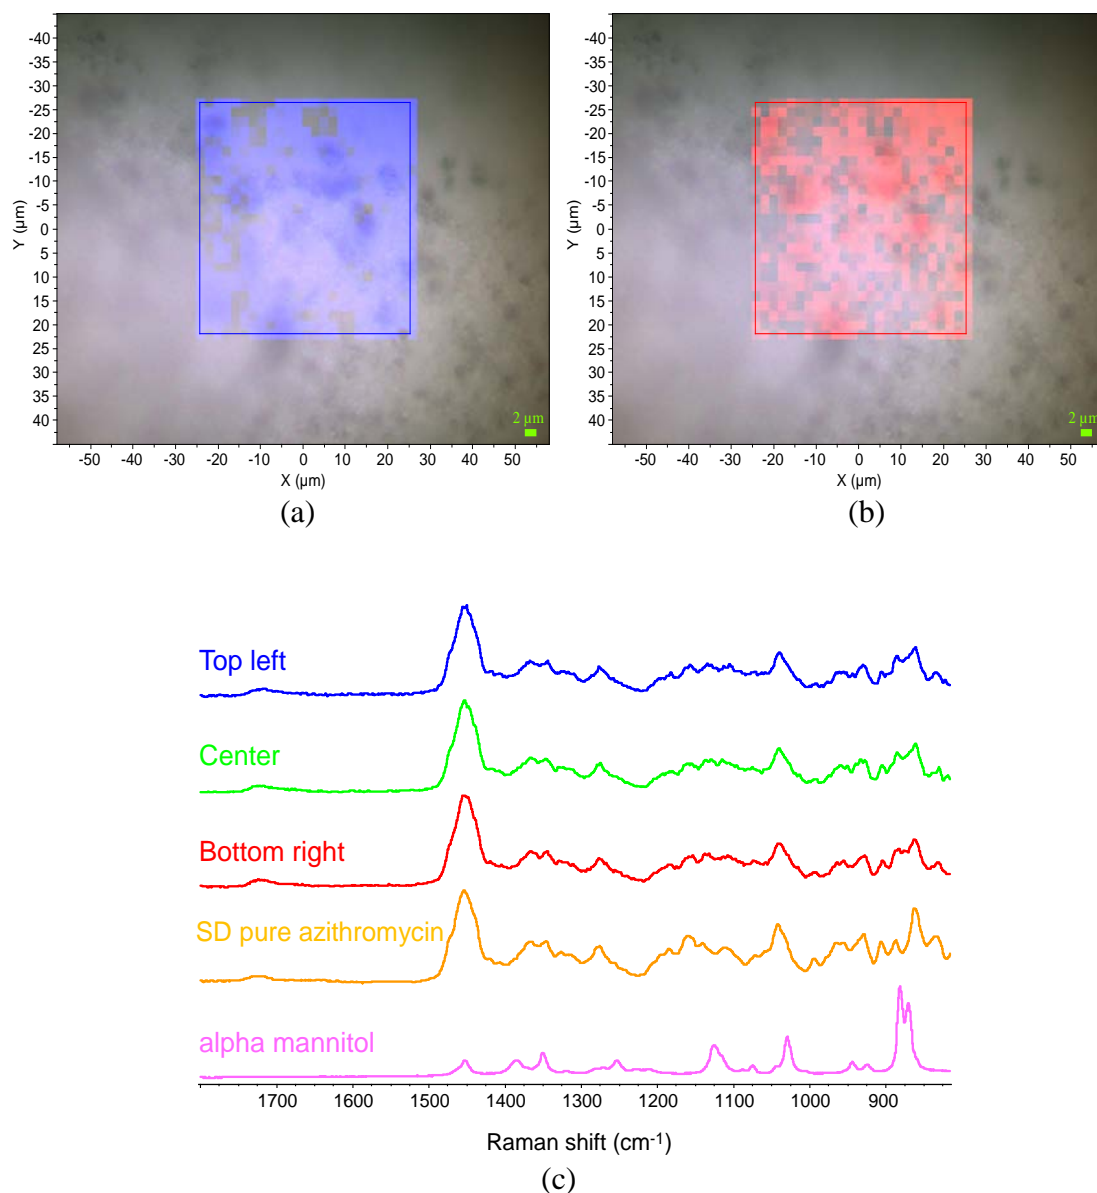 -40
-35
-30
-25
-20
-15
-10
-5
0
5
10
15
20
25
30
35
40
Y (µm)
2 µm
-50 -40 -30 -20 -10 0 10 20 30 40 50
X (µm)
(a)
-40
-35
-30
-25
-20
-15
-10
-5
0
5
10
15
20
25
30
35
40
Y (µm)
2 µm
-50 -40 -30 -20 -10 0 10 20 30 40 50
X (µm)
(b)
Top left
Center
Bottom right
SD pure azithromycin
alpha mannitol
1700 1600 1500 1400 1300 1200 1100 1000 900
Raman shift (cm-1)
(c)